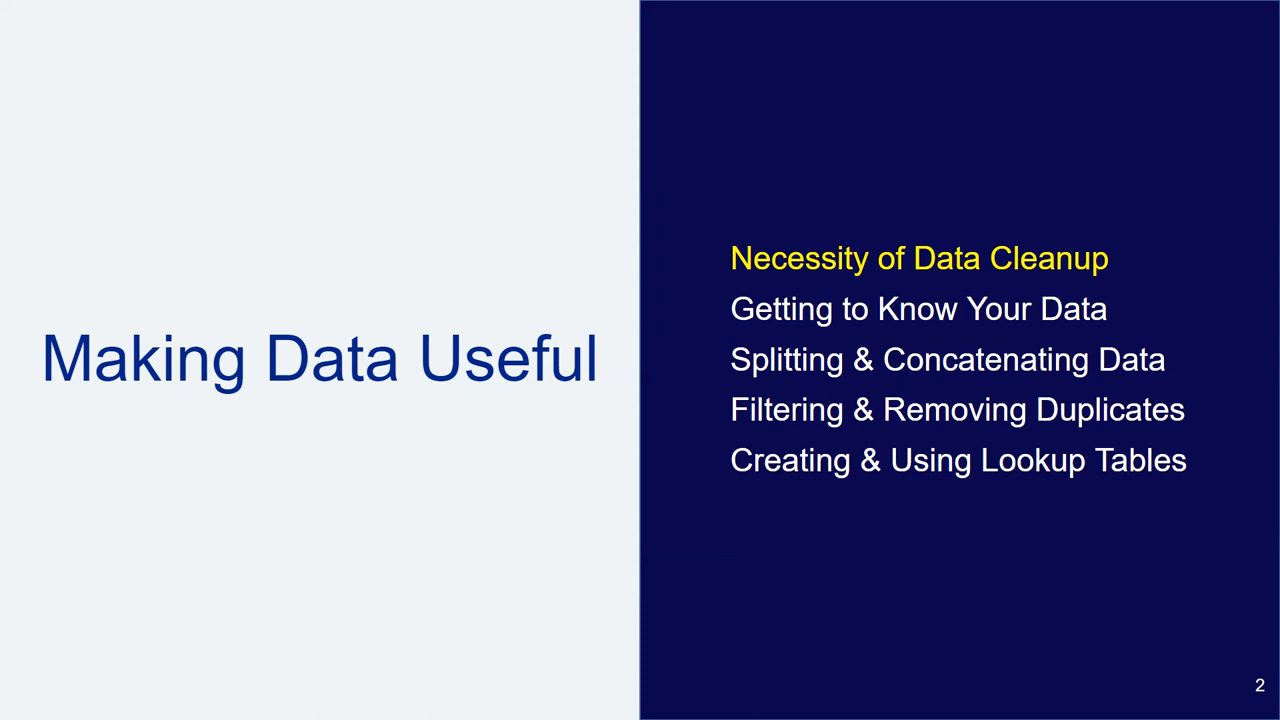 Making Data Useful
Necessity of Data Cleanup
Getting to Know Your Data
Splitting & Concatenating Data
Filtering & Removing Duplicates
Creating & Using Lookup Tables
2